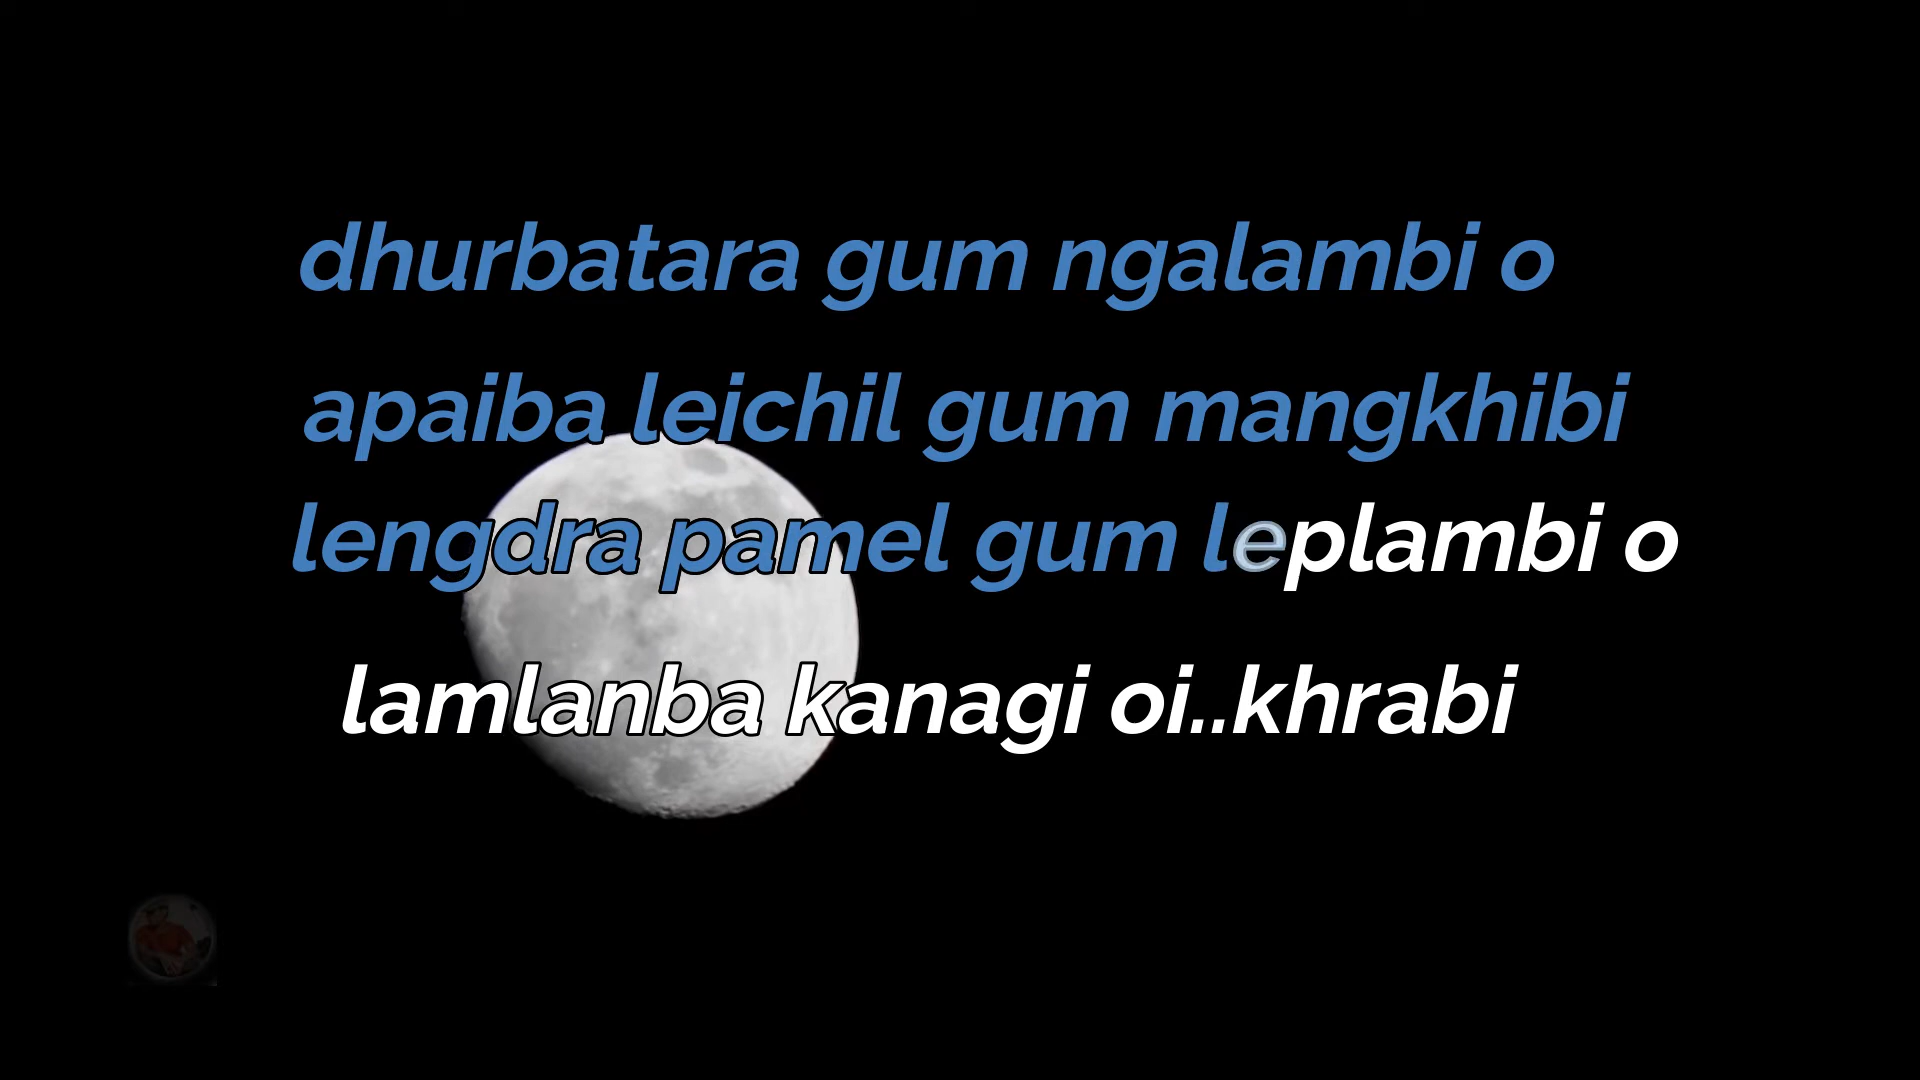 dhurbatara gum ngalambi o
apaiba leichil gum mangkhibi
lengdra pamel gum leplambi o
lamlanba kanagi oi..khrabi